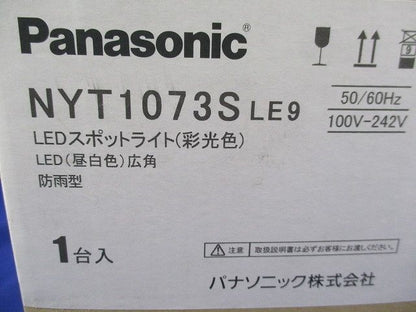 Panasonic®
NYT1073S LE9
50/60Hz
100V-242V
LEDスポットライト(彩光色)
LED(昼白色)広角
防雨型
1台入
注意 取扱説明書は必ずお客様にお渡しください。
パナソニック株式会社
9